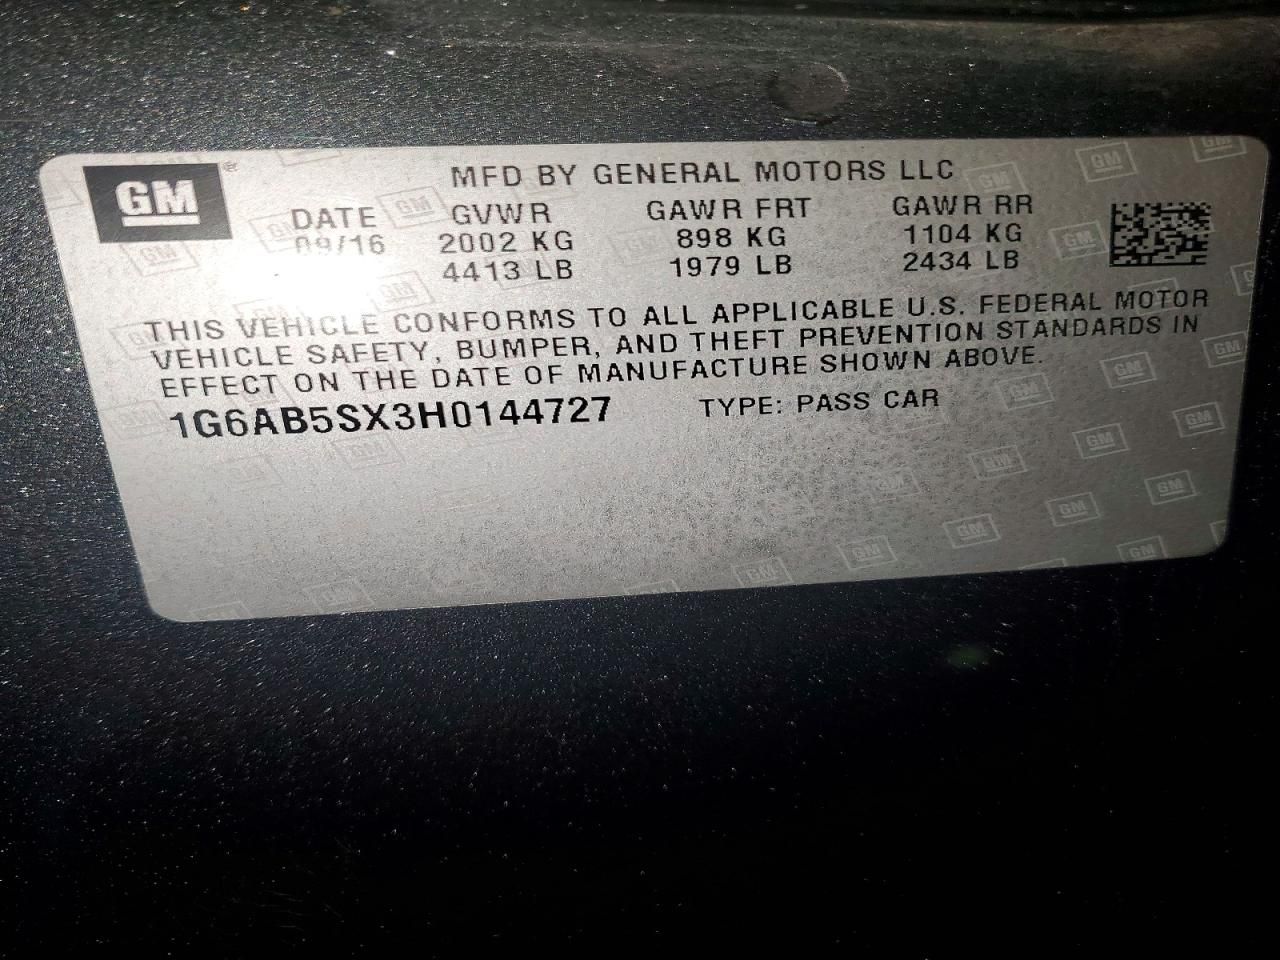 GM®
MFD BY GENERAL MOTORS LLC
DATE GVWR GAWR FRT GAWR RR
09/16 2002 KG 898 KG 1104 KG
4413 LB 1979 LB 2434 LB
THIS VEHICLE CONFORMS TO ALL APPLICABLE U.S. FEDERAL MOTOR
VEHICLE SAFETY, BUMPER, AND THEFT PREVENTION STANDARDS IN
EFFECT ON THE DATE OF MANUFACTURE SHOWN ABOVE.
1G6AB5SX3H0144727 TYPE: PASS CAR